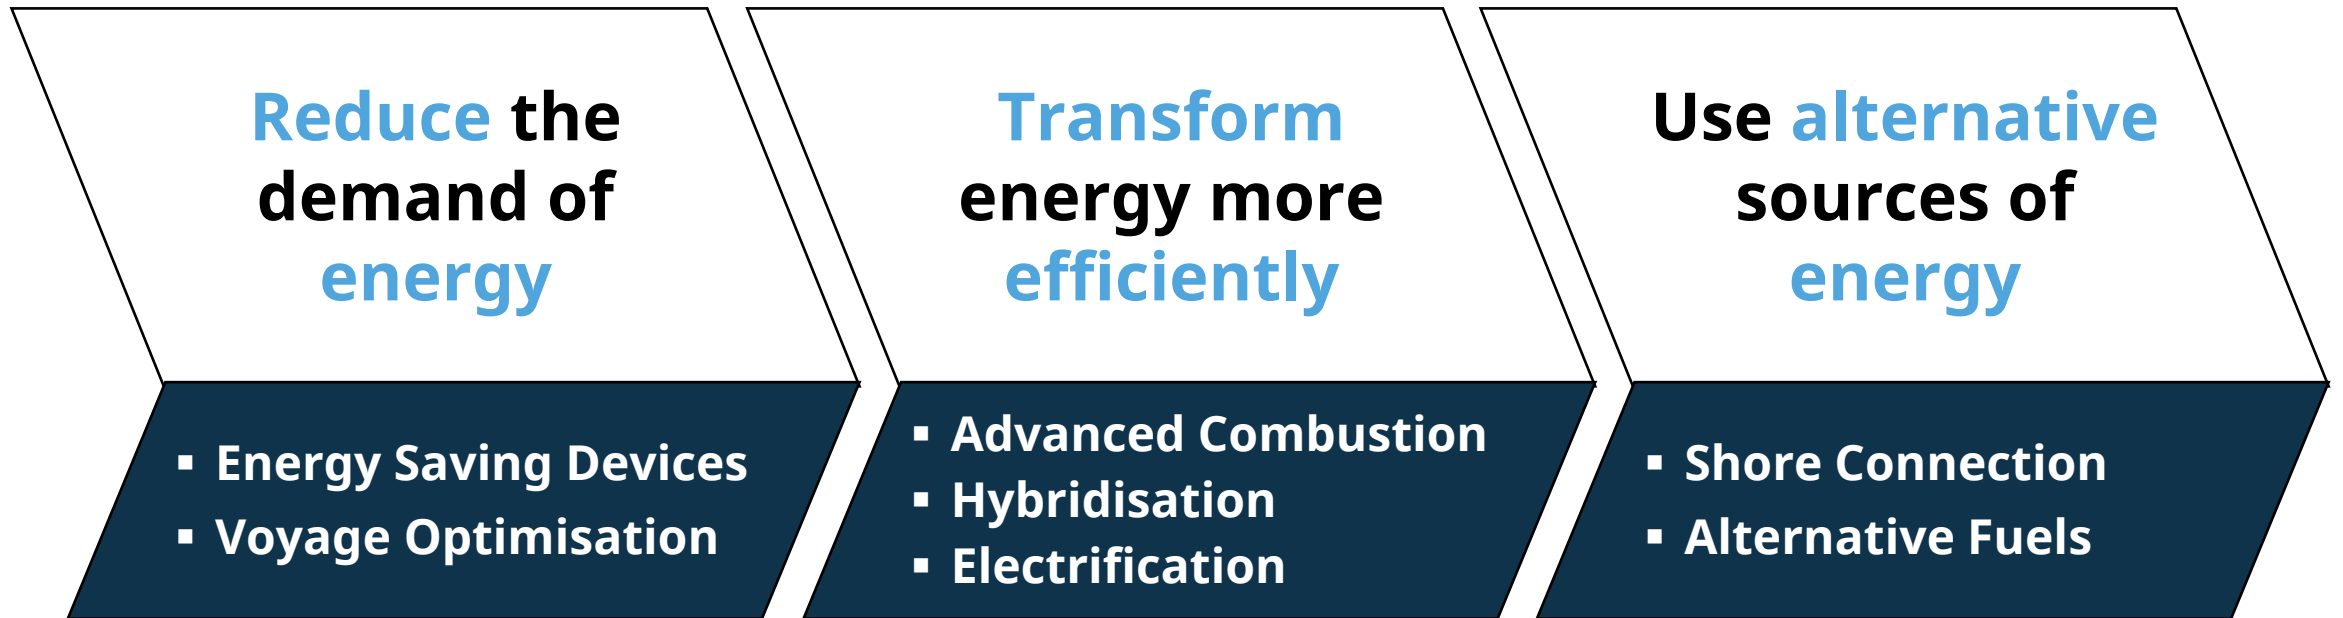 Reduce the
demand of
energy
▪ Energy Saving Devices
▪ Voyage Optimisation
Transform
energy more
efficiently
▪ Advanced Combustion
▪ Hybridisation
▪ Electrification
Use alternative
sources of
energy
▪ Shore Connection
▪ Alternative Fuels